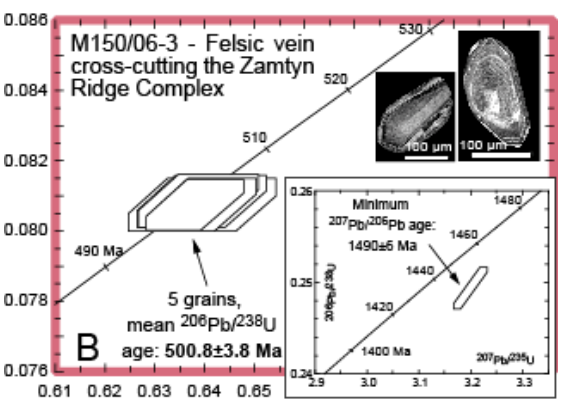 0.086
0.084
0.082
0.080
0.078
0.076
0.61
0.62
0.63
0.64
0.65
M150/06-3 - Felsic vein
cross-cutting the Zamtyn
Ridge Complex
530
520
510
490 Ma
100 µm
100 µm
5 grains,
mean 206Pb/238U
age: 500.8±3.8 Ma
B
0.26
0.25
0.24
206Pb/238U
Minimum
207Pb/206Pb age:
1490±6 Ma
1480
1460
1440
1420
1400 Ma
207Pb/235U
2.9
3.0
3.1
3.2
3.3